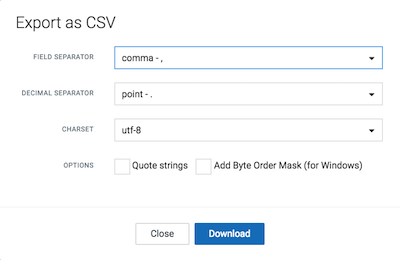 Export as CSV
FIELD SEPARATOR comma - ,
DECIMAL SEPARATOR point - .
CHARSET utf-8
OPTIONS Quote strings Add Byte Order Mask (for Windows)
Close Download